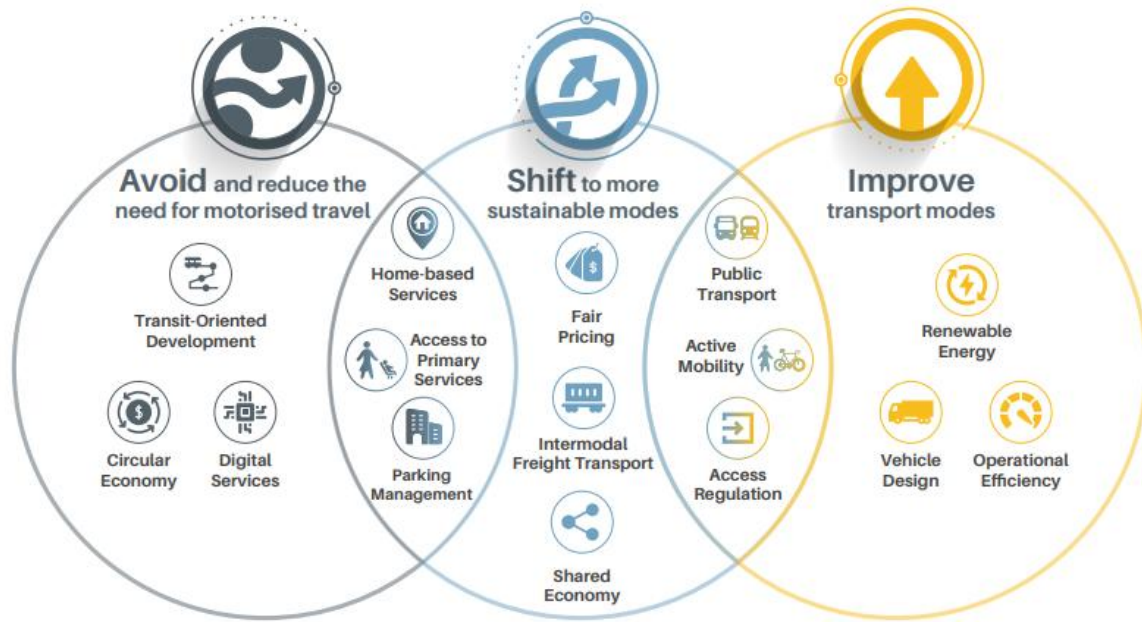 Avoid and reduce the
need for motorised travel
Transit-Oriented
Development
Circular
Economy
Digital
Services
Home-based
Services
Access to
Primary
Services
Parking
Management
Shift to more
sustainable modes
$
Fair
Pricing
Intermodal
Freight Transport
Shared
Economy
Public
Transport
Active
Mobility
Access
Regulation
Improve
transport modes
Renewable
Energy
Vehicle
Design
Operational
Efficiency